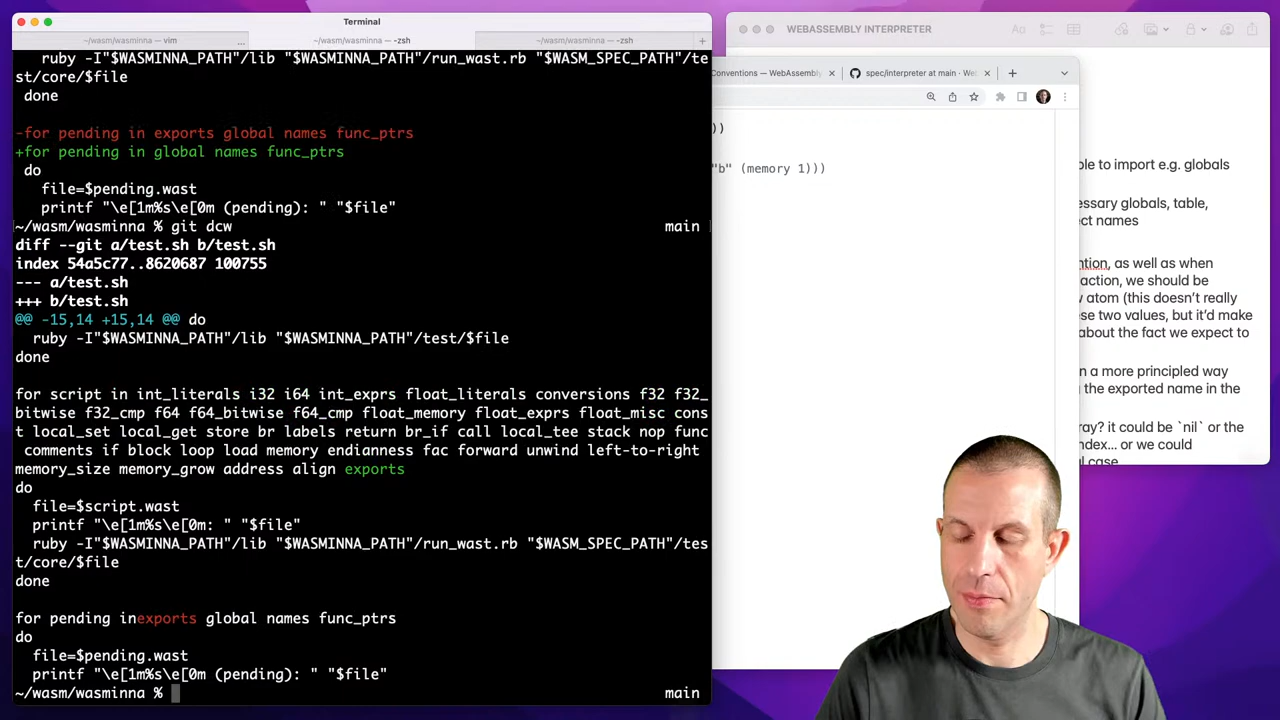 Terminal
~/wasm/wasminna — vim
...
~/wasm/wasminna — -zsh
~/wasm/wasminna — -zsh
ruby -I"$WASMINNA_PATH"/lib "$WASMINNA_PATH"/run_wast.rb "$WASM_SPEC_PATH"/te
st/core/$file
done
-for pending in exports global names func_ptrs
+for pending in global names func_ptrs
do
file=$pending.wast
printf "\e[1m%s\e[0m (pending): " "$file"
~/wasm/wasminna % git dcw main
diff --git a/test.sh b/test.sh
index 54a5c77..8620687 100755
--- a/test.sh
+++ b/test.sh
@@ -15,14 +15,14 @@ do
ruby -I"$WASMINNA_PATH"/lib "$WASMINNA_PATH"/test/$file
done
for script in int_literals i32 i64 int_exprs float_literals conversions f32 f32_
bitwise f32_cmp f64 f64_bitwise f64_cmp float_memory float_exprs float_misc cons
t local_set local_get store br labels return br_if call local_tee stack nop func
comments if block loop load memory endianness fac forward unwind left-to-right
memory_size memory_grow address align exports
do
file=$script.wast
printf "\e[1m%s\e[0m: " "$file"
ruby -I"$WASMINNA_PATH"/lib "$WASMINNA_PATH"/run_wast.rb "$WASM_SPEC_PATH"/tes
t/core/$file
done
for pending inexports global names func_ptrs
do
file=$pending.wast
printf "\e[1m%s\e[0m (pending): " "$file"
~/wasm/wasminna % main
WEBASSEMBLY INTERPRETER
Aa
Conventions — WebAssembly
spec/interpreter at main · We
))
"b" (memory 1)))
ble to import e.g. globals
essary globals, table,
ect names
ntion, as well as when
action, we should be
w atom (this doesn't really
ese two values, but it'd make
about the fact we expect to
n a more principled way
g the exported name in the
ray? it could be `nil` or the
index... or we could
al case